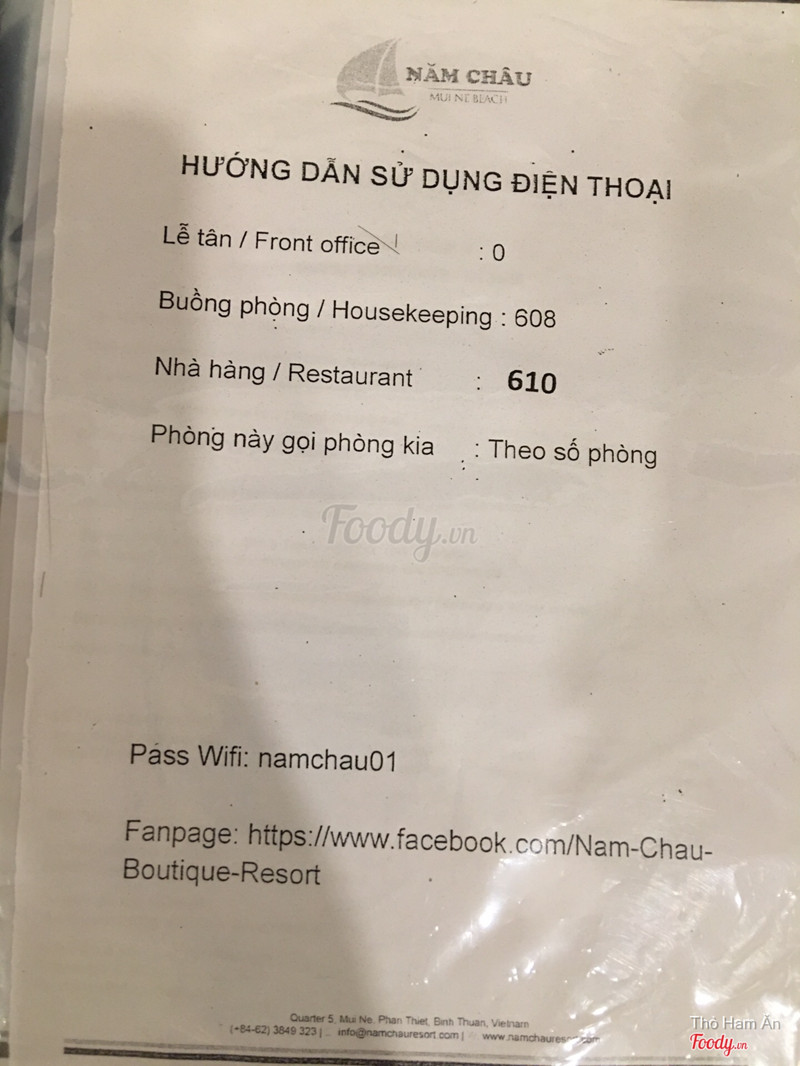 NĂM CHÂU
MUI NE BEACH
HƯỚNG DẪN SỬ DỤNG ĐIỆN THOẠI
Lễ tân / Front office : 0
Buồng phòng / Housekeeping : 608
Nhà hàng / Restaurant : 610
Phòng này gọi phòng kia : Theo số phòng
Foody.vn
Pass Wifi: namchau01
Fanpage: https://www.facebook.com/Nam-Chau-
Boutique-Resort
Quarter 5, Mui Ne, Phan Thiet, Binh Thuan, Vietnam
(+84-62) 3849 323 | info@namchauresort.com | www.namchauresort.com
Thỏ Ham Ăn
Foody.vn